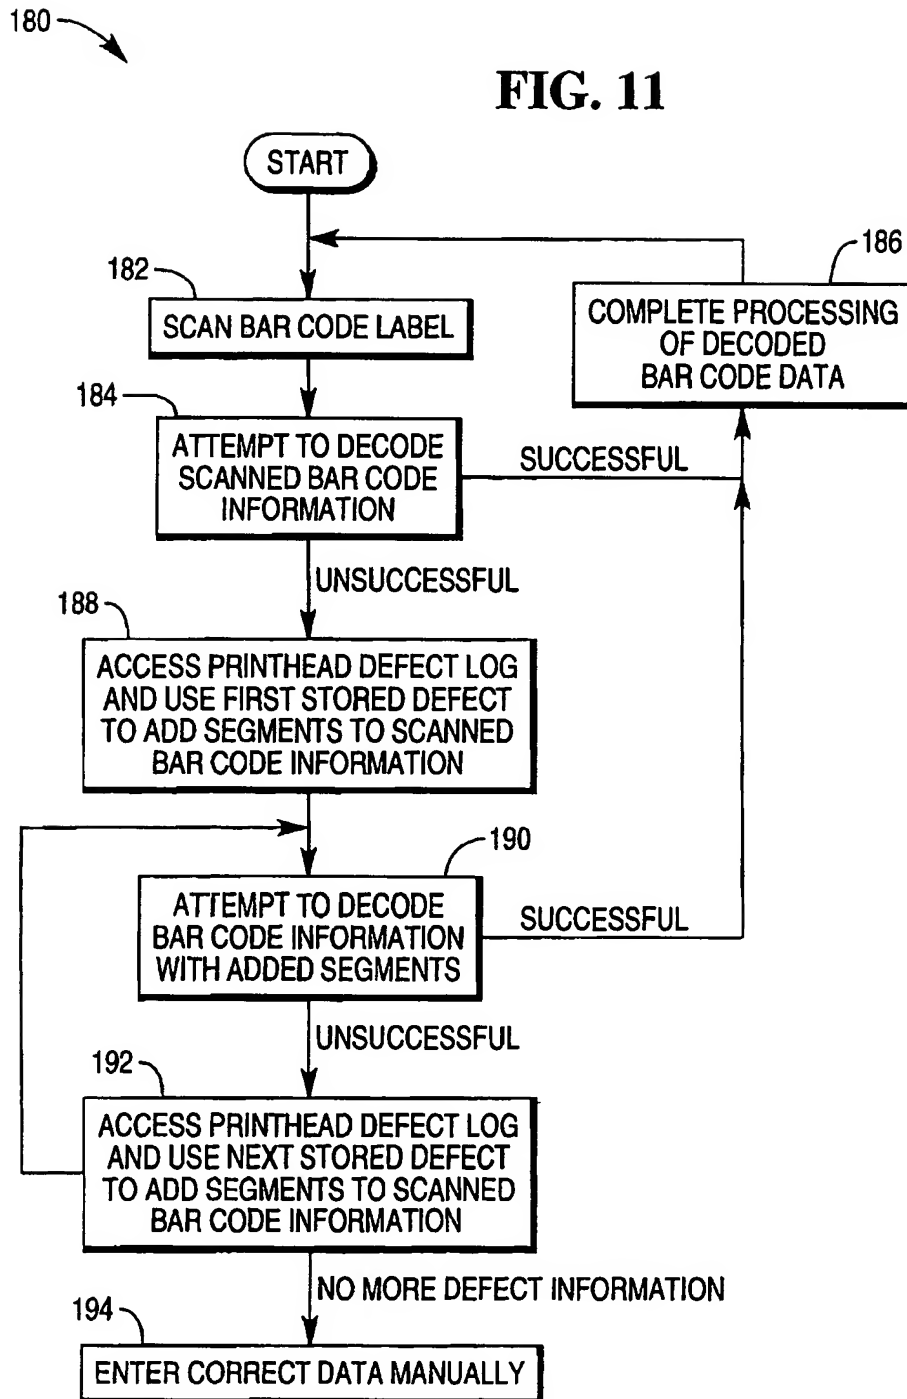 180
FIG. 11
START
186
182
SCAN BAR CODE LABEL
COMPLETE PROCESSING
OF DECODED
BAR CODE DATA
184
ATTEMPT TO DECODE
SCANNED BAR CODE
INFORMATION
SUCCESSFUL
UNSUCCESSFUL
188
ACCESS PRINTHEAD DEFECT LOG
AND USE FIRST STORED DEFECT
TO ADD SEGMENTS TO SCANNED
BAR CODE INFORMATION
190
ATTEMPT TO DECODE
BAR CODE INFORMATION
WITH ADDED SEGMENTS
SUCCESSFUL
UNSUCCESSFUL
192
ACCESS PRINTHEAD DEFECT LOG
AND USE NEXT STORED DEFECT
TO ADD SEGMENTS TO SCANNED
BAR CODE INFORMATION
NO MORE DEFECT INFORMATION
194
ENTER CORRECT DATA MANUALLY